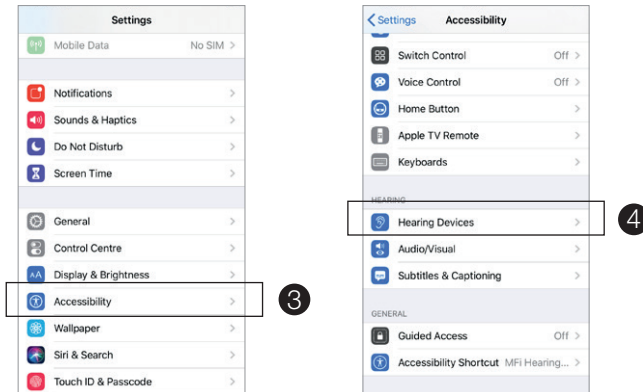 Settings
Mobile Data No SIM
Notifications
Sounds & Haptics
Do Not Disturb
Screen Time
General
Control Centre
AA Display & Brightness
Accessibility
Wallpaper
Siri & Search
Touch ID & Passcode
3
Settings Accessibility
Switch Control Off
Voice Control Off
Home Button
Apple TV Remote
Keyboards
HEARING
Hearing Devices
Audio/Visual
Subtitles & Captioning
GENERAL
Guided Access Off
Accessibility Shortcut MFi Hearing...
4